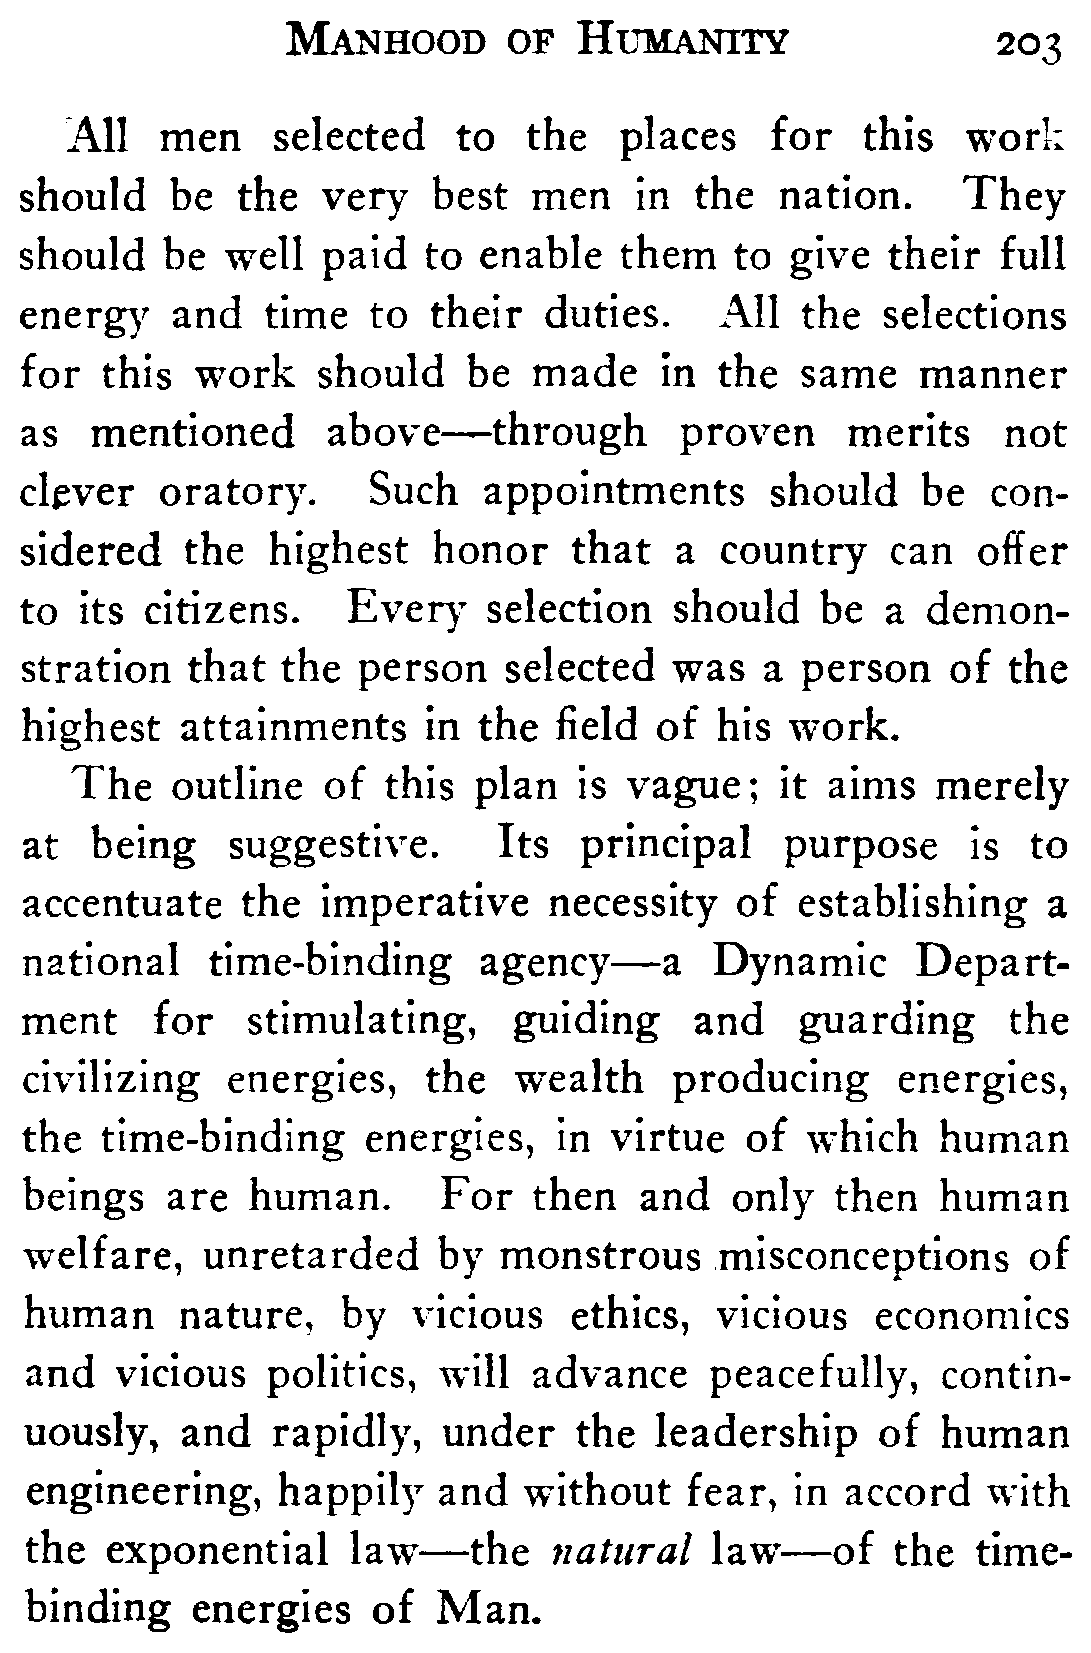 MANHOOD OF HUMANITY 203
All men selected to the places for this work
should be the very best men in the nation. They
should be well paid to enable them to give their full
energy and time to their duties. All the selections
for this work should be made in the same manner
as mentioned above—through proven merits not
clever oratory. Such appointments should be con-
sidered the highest honor that a country can offer
to its citizens. Every selection should be a demon-
stration that the person selected was a person of the
highest attainments in the field of his work.
The outline of this plan is vague; it aims merely
at being suggestive. Its principal purpose is to
accentuate the imperative necessity of establishing a
national time-binding agency—a Dynamic Depart-
ment for stimulating, guiding and guarding the
civilizing energies, the wealth producing energies,
the time-binding energies, in virtue of which human
beings are human. For then and only then human
welfare, unretarded by monstrous misconceptions of
human nature, by vicious ethics, vicious economics
and vicious politics, will advance peacefully, contin-
uously, and rapidly, under the leadership of human
engineering, happily and without fear, in accord with
the exponential law—the natural law—of the time-
binding energies of Man.